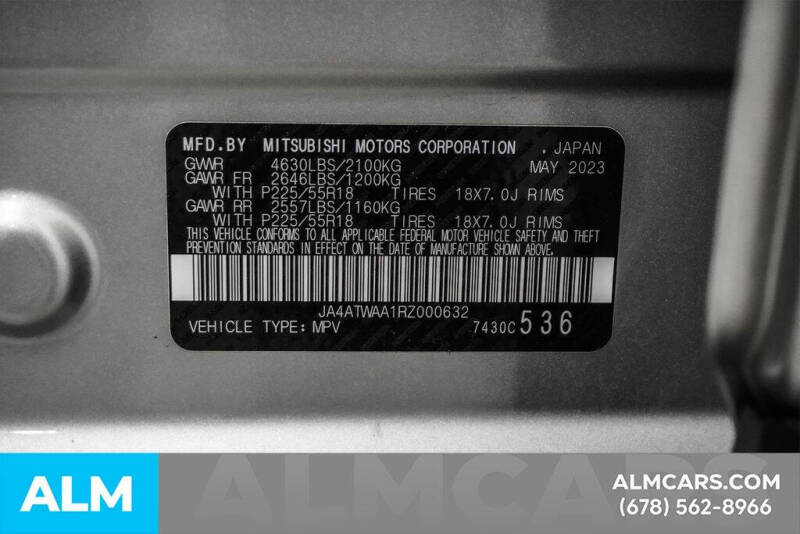 MFD.BY MITSUBISHI MOTORS CORPORATION , JAPAN
GVWR 4630LBS/2100KG MAY 2023
GAWR FR 2646LBS/1200KG
WITH P225/55R18 TIRES 18X7.0J RIMS
GAWR RR 2557LBS/1160KG
WITH P225/55R18 TIRES 18X7.0J RIMS
THIS VEHICLE CONFORMS TO ALL APPLICABLE FEDERAL MOTOR VEHICLE SAFETY AND THEFT
PREVENTION STANDARDS IN EFFECT ON THE DATE OF MANUFACTURE SHOWN ABOVE.
JA4ATWAA1RZ000632
VEHICLE TYPE:MPV 7430C 536
ALM
ALMCARS
ALMCARS.COM
(678) 562-8966